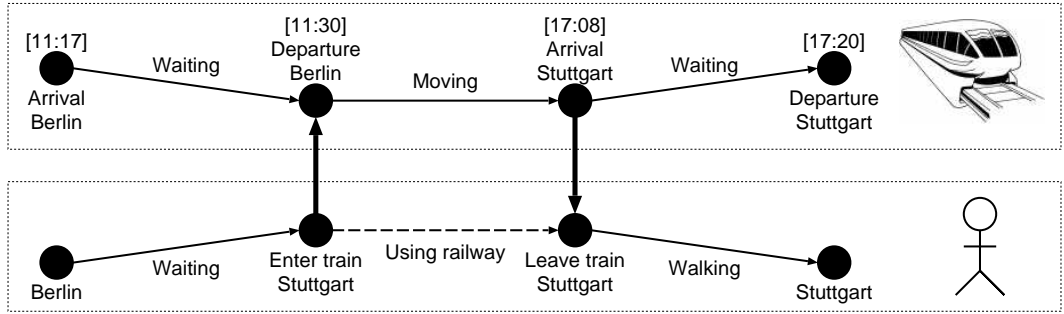 [11:17]
Arrival
Berlin
Waiting
[11:30]
Departure
Berlin
Moving
[17:08]
Arrival
Stuttgart
Waiting
[17:20]
Departure
Stuttgart
Berlin
Waiting
Enter train
Stuttgart
Using railway
Leave train
Stuttgart
Walking
Stuttgart